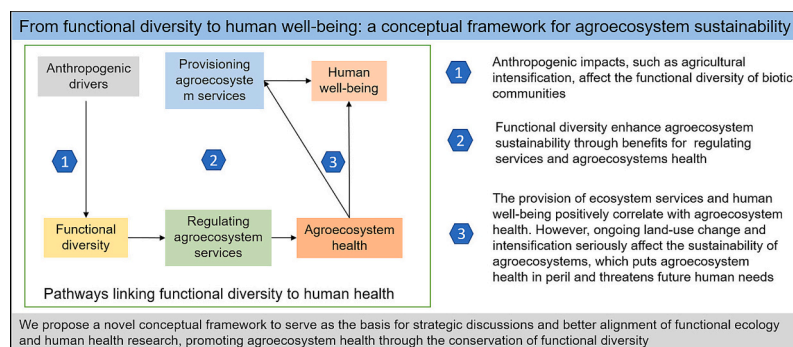 From functional diversity to human well-being: a conceptual framework for agroecosystem sustainability
Anthropogenic
drivers
Provisioning
agroecosyste
m services
Human
well-being
1
2
3
Functional
diversity
Regulating
agroecosystem
services
Agroecosystem
health
Pathways linking functional diversity to human health
1
Anthropogenic impacts, such as agricultural
intensification, affect the functional diversity of biotic
communities
2
Functional diversity enhance agroecosystem
sustainability through benefits for regulating
services and agroecosystems health
3
The provision of ecosystem services and human
well-being positively correlate with agroecosystem
health. However, ongoing land-use change and
intensification seriously affect the sustainability of
agroecosystems, which puts agroecosystem
health in peril and threatens future human needs
We propose a novel conceptual framework to serve as the basis for strategic discussions and better alignment of functional ecology
and human health research, promoting agroecosystem health through the conservation of functional diversity